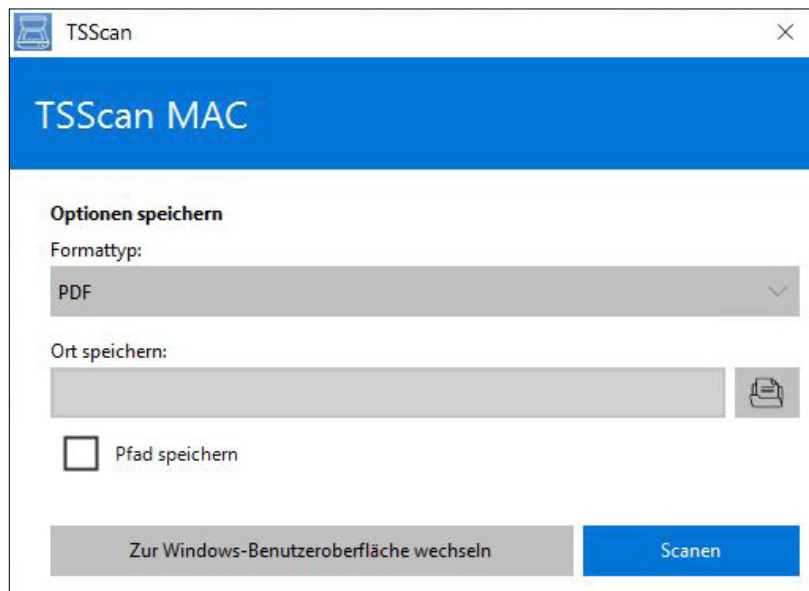 TSScan
TSScan MAC
Optionen speichern
Formattyp:
PDF
Ort speichern:
Pfad speichern
Zur Windows-Benutzeroberfläche wechseln
Scanen